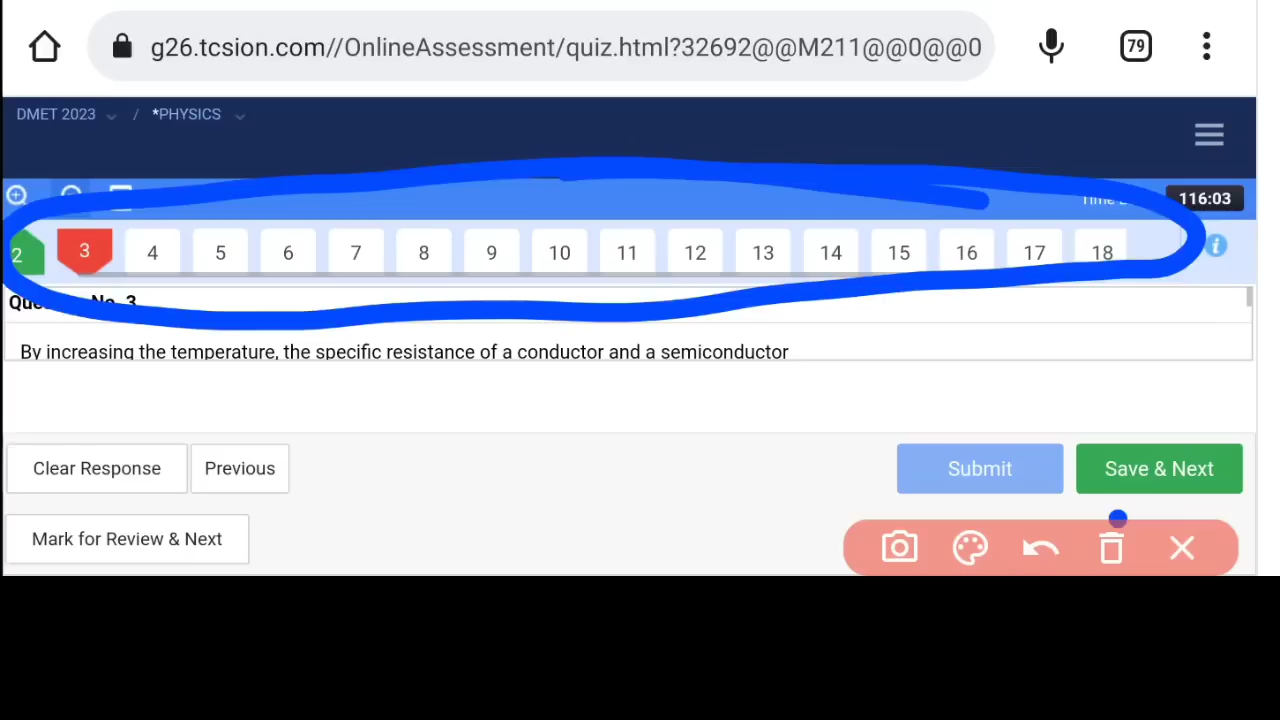 g26.tcsion.com//OnlineAssessment/quiz.html?32692@@M211@@0@@0
79
DMET 2023 / *PHYSICS
116:03
2 3 4 5 6 7 8 9 10 11 12 13 14 15 16 17 18
No. 3
By increasing the temperature, the specific resistance of a conductor and a semiconductor
Clear Response Previous Submit Save & Next
Mark for Review & Next